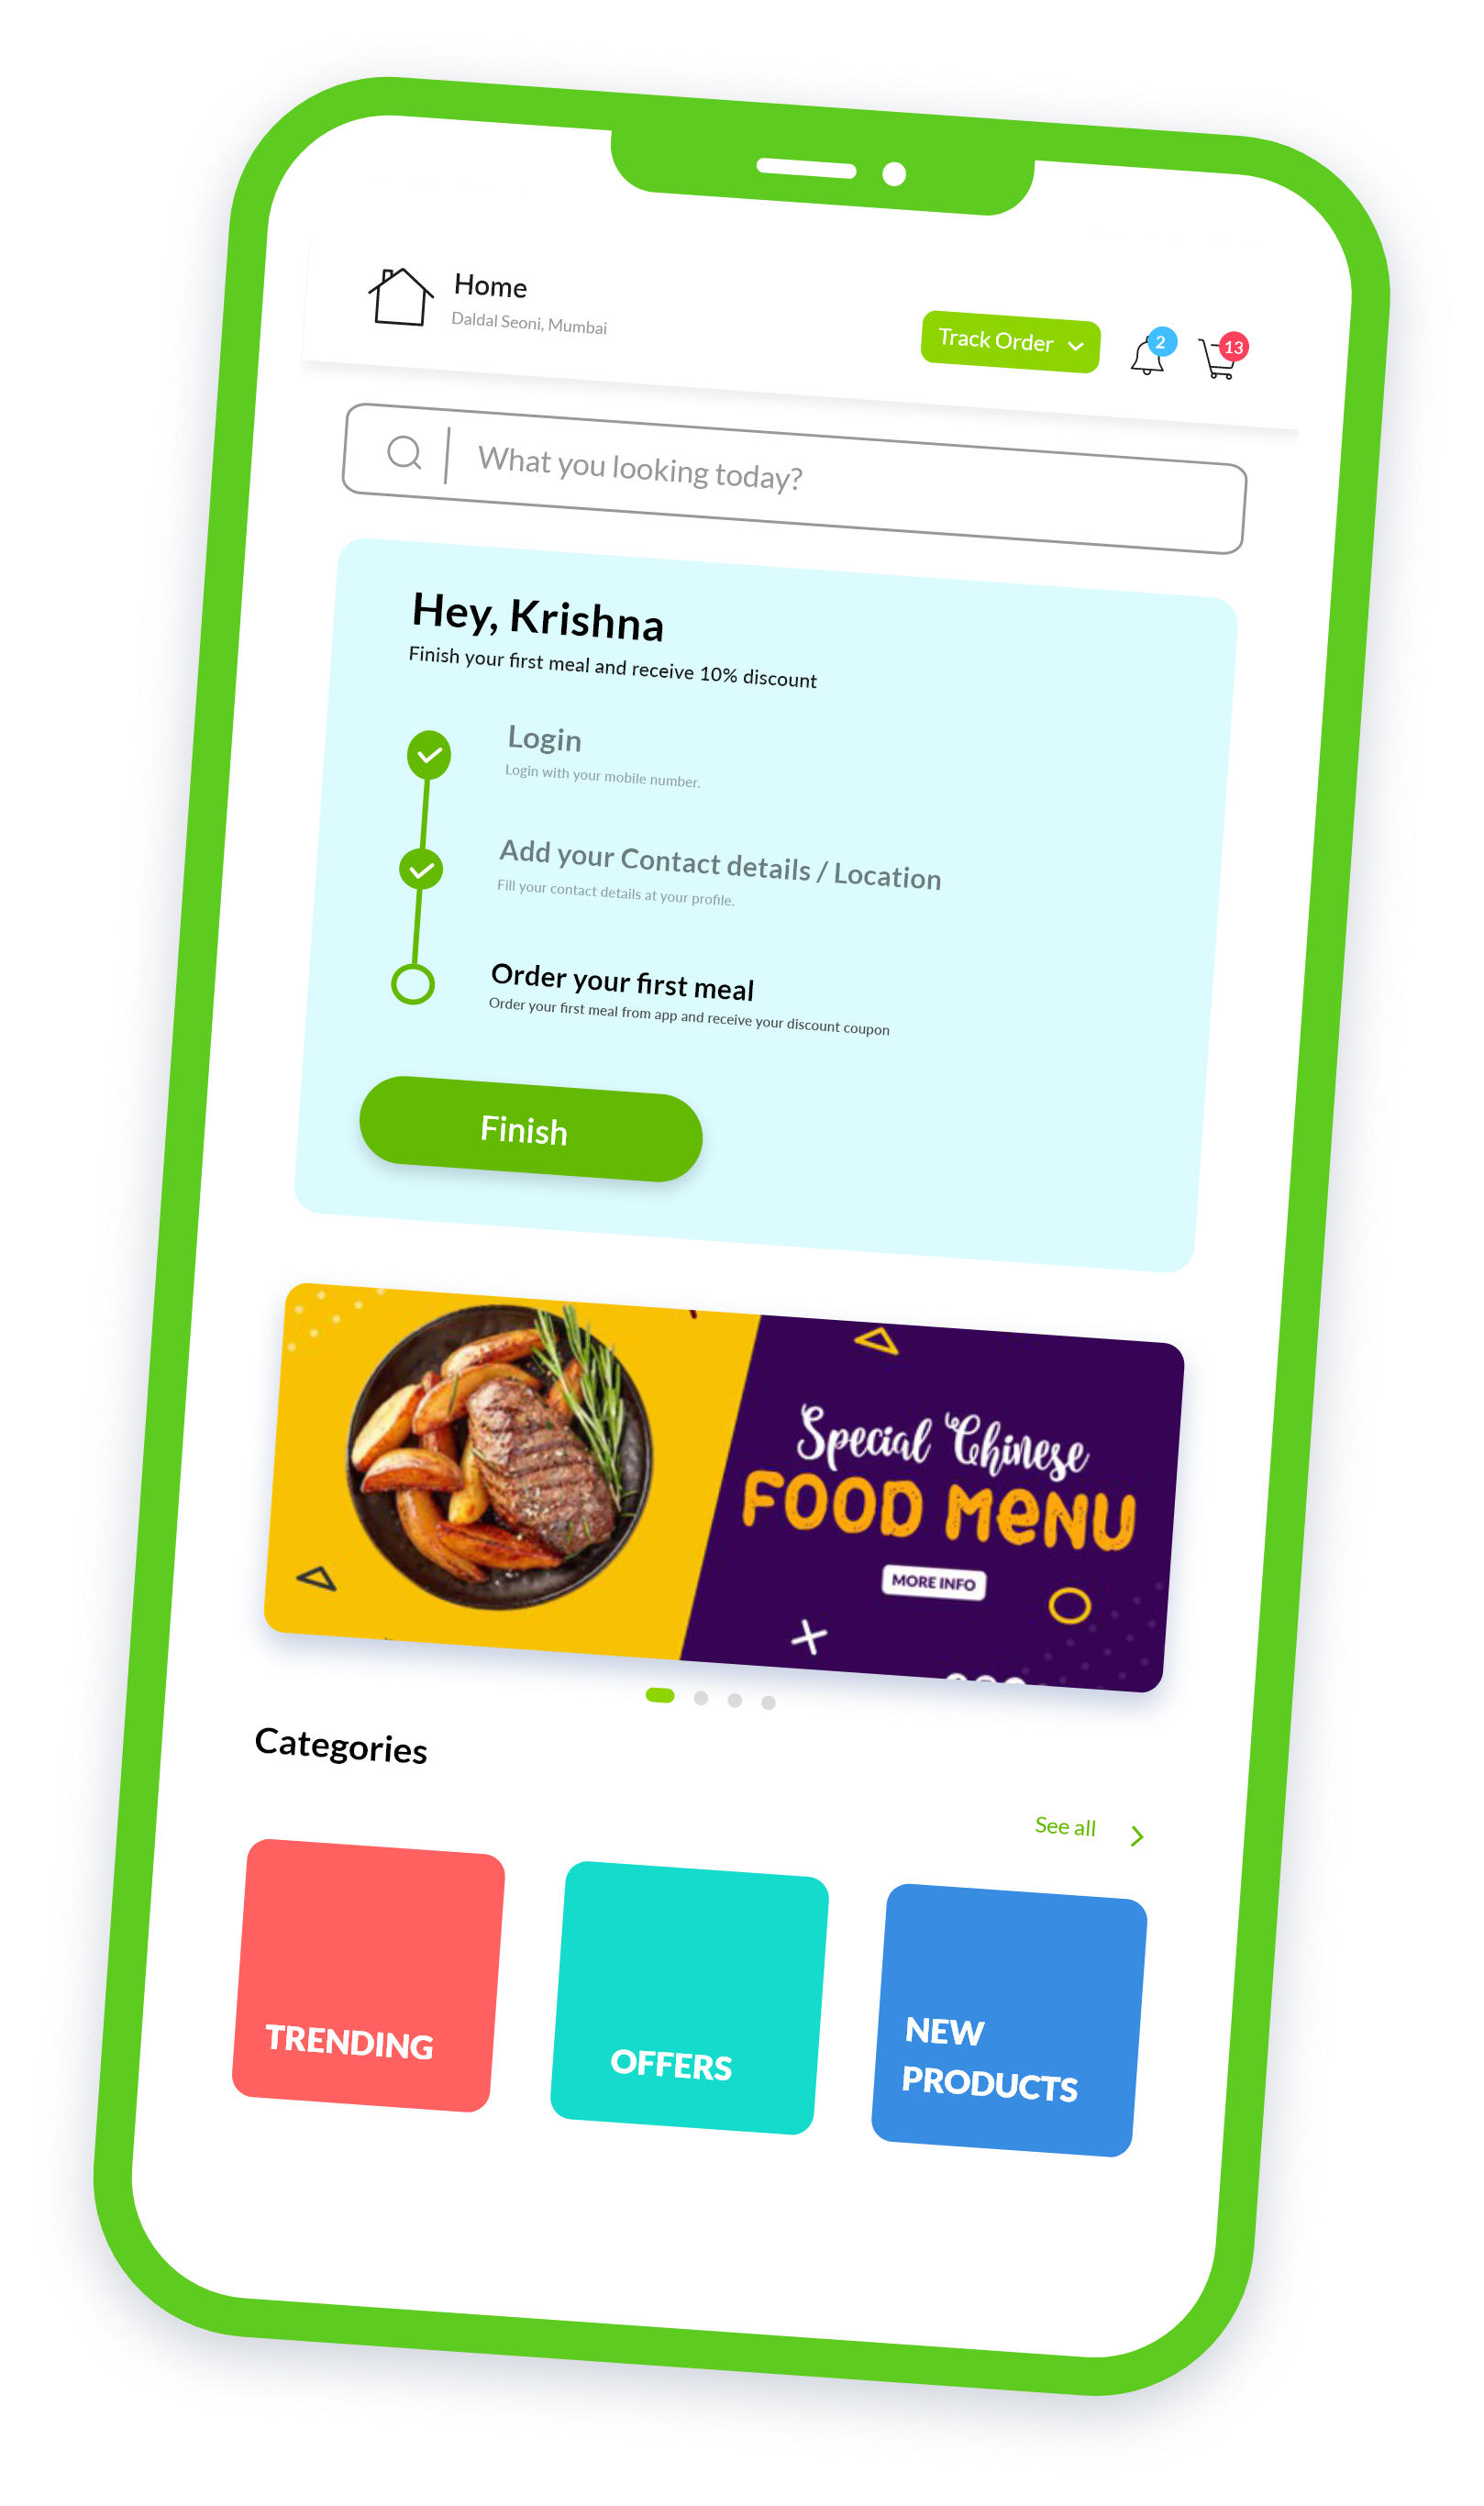 Home
Daldal Seoni, Mumbai
Track Order
2
13
What you looking today?
Hey, Krishna
Finish your first meal and receive 10% discount
Login
Login with your mobile number.
Add your Contact details / Location
Fill your contact details at your profile.
Order your first meal
Order your first meal from app and receive your discount coupon
Finish
Special Chinese
FOOD MeNU
MORE INFO
Categories
See all
TRENDING
OFFERS
NEW
PRODUCTS